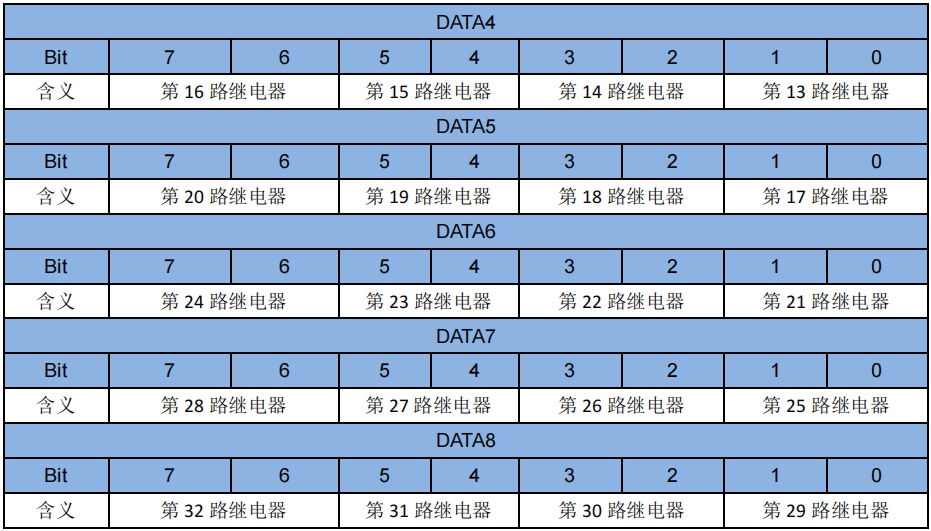 DATA4
Bit 7 6 5 4 3 2 1 0
含义 第 16 路继电器 第 15 路继电器 第 14 路继电器 第 13 路继电器
DATA5
Bit 7 6 5 4 3 2 1 0
含义 第 20 路继电器 第 19 路继电器 第 18 路继电器 第 17 路继电器
DATA6
Bit 7 6 5 4 3 2 1 0
含义 第 24 路继电器 第 23 路继电器 第 22 路继电器 第 21 路继电器
DATA7
Bit 7 6 5 4 3 2 1 0
含义 第 28 路继电器 第 27 路继电器 第 26 路继电器 第 25 路继电器
DATA8
Bit 7 6 5 4 3 2 1 0
含义 第 32 路继电器 第 31 路继电器 第 30 路继电器 第 29 路继电器